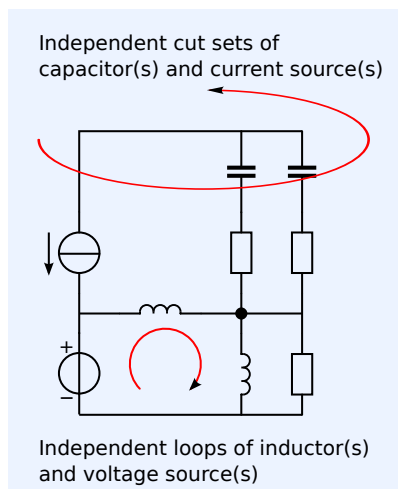 Independent cut sets of
capacitor(s) and current source(s)
+
−
Independent loops of inductor(s)
and voltage source(s)